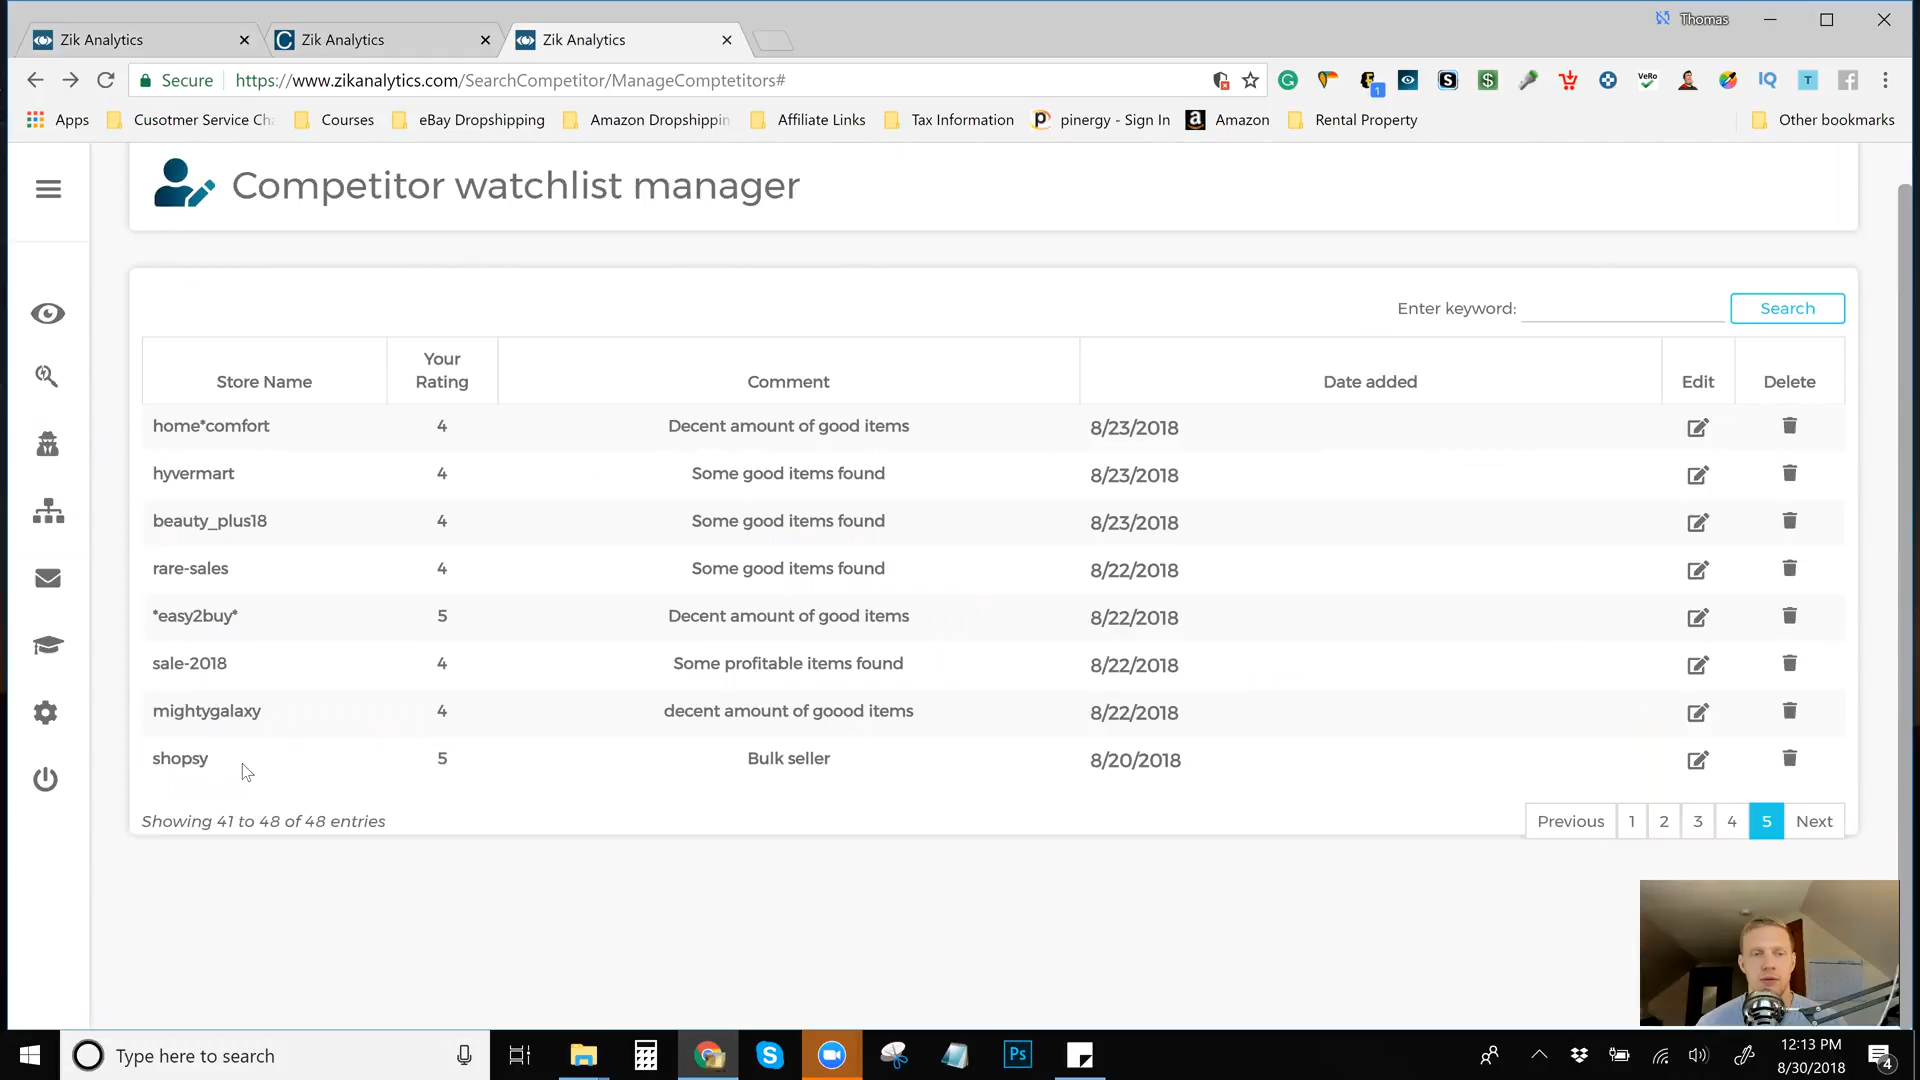 Zik Analytics
Zik Analytics
Zik Analytics
Thomas
Secure https://www.zikanalytics.com/SearchCompetitor/ManageComptetitors#
1
VeRo
IQ
T
Apps Cusotmer Service Cha Courses eBay Dropshipping Amazon Dropshippin Affiliate Links Tax Information pinergy - Sign In Amazon Rental Property Other bookmarks
Competitor watchlist manager
Enter keyword: Search
Store Name Your Rating Comment Date added Edit Delete
home*comfort 4 Decent amount of good items 8/23/2018
hyvermart 4 Some good items found 8/23/2018
beauty_plus18 4 Some good items found 8/23/2018
rare-sales 4 Some good items found 8/22/2018
*easy2buy* 5 Decent amount of good items 8/22/2018
sale-2018 4 Some profitable items found 8/22/2018
mightygalaxy 4 decent amount of goood items 8/22/2018
shopsy 5 Bulk seller 8/20/2018
Showing 41 to 48 of 48 entries
Previous 1 2 3 4 5 Next
Type here to search
Ps
12:13 PM
8/30/2018
4